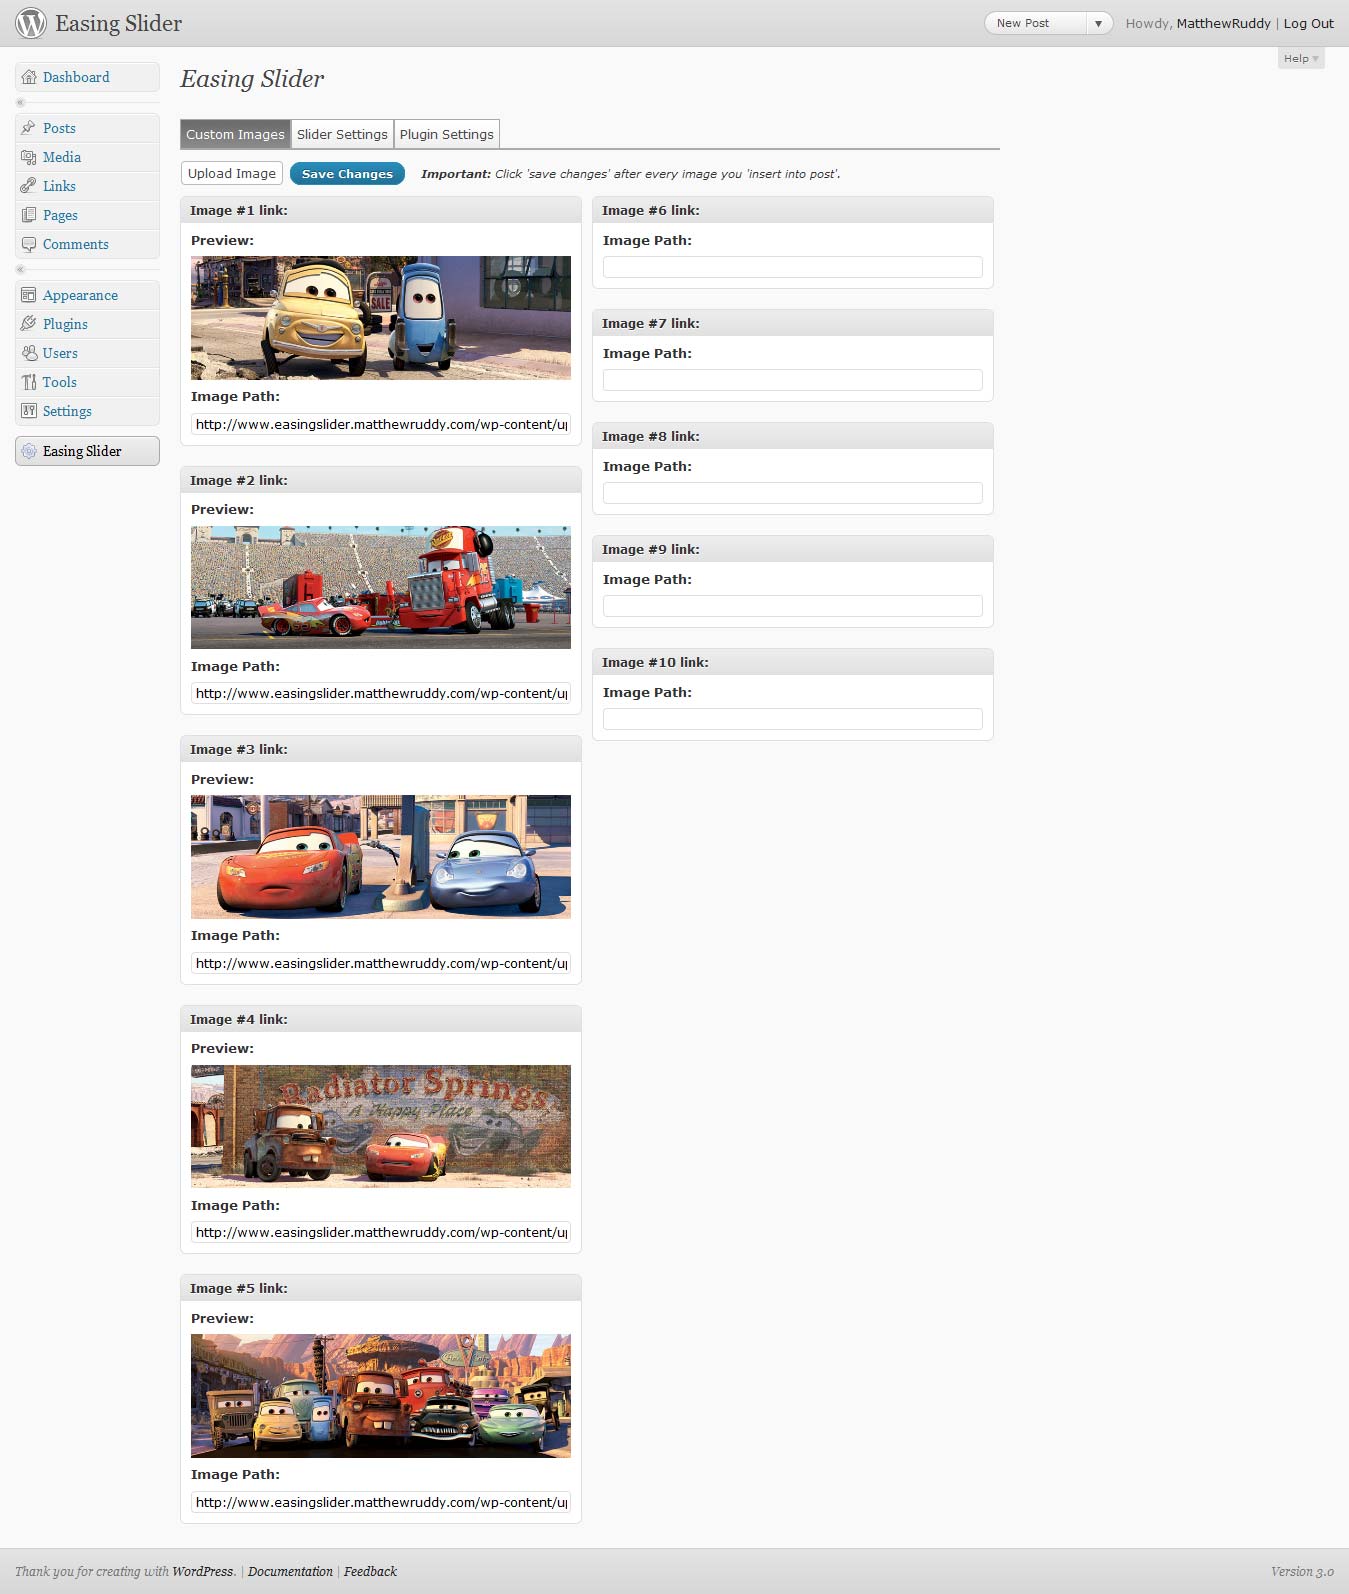 Easing Slider
New Post
Howdy, MatthewRuddy | Log Out
Help
Dashboard
Posts
Media
Links
Pages
Comments
Appearance
Plugins
Users
Tools
Settings
Easing Slider
Easing Slider
Custom Images
Slider Settings
Plugin Settings
Upload Image
Save Changes
Important: Click 'save changes' after every image you 'insert into post'.
Image #1 link:
Preview:
SALE
Image Path:
http://www.easingslider.matthewruddy.com/wp-content/up
Image #2 link:
Preview:
Image Path:
http://www.easingslider.matthewruddy.com/wp-content/up
Image #3 link:
Preview:
Image Path:
http://www.easingslider.matthewruddy.com/wp-content/up
Image #4 link:
Preview:
Radiator Springs
A Happy Place
Image Path:
http://www.easingslider.matthewruddy.com/wp-content/up
Image #5 link:
Preview:
Image Path:
http://www.easingslider.matthewruddy.com/wp-content/up
Image #6 link:
Image Path:
Image #7 link:
Image Path:
Image #8 link:
Image Path:
Image #9 link:
Image Path:
Image #10 link:
Image Path:
Thank you for creating with WordPress. | Documentation | Feedback
Version 3.0